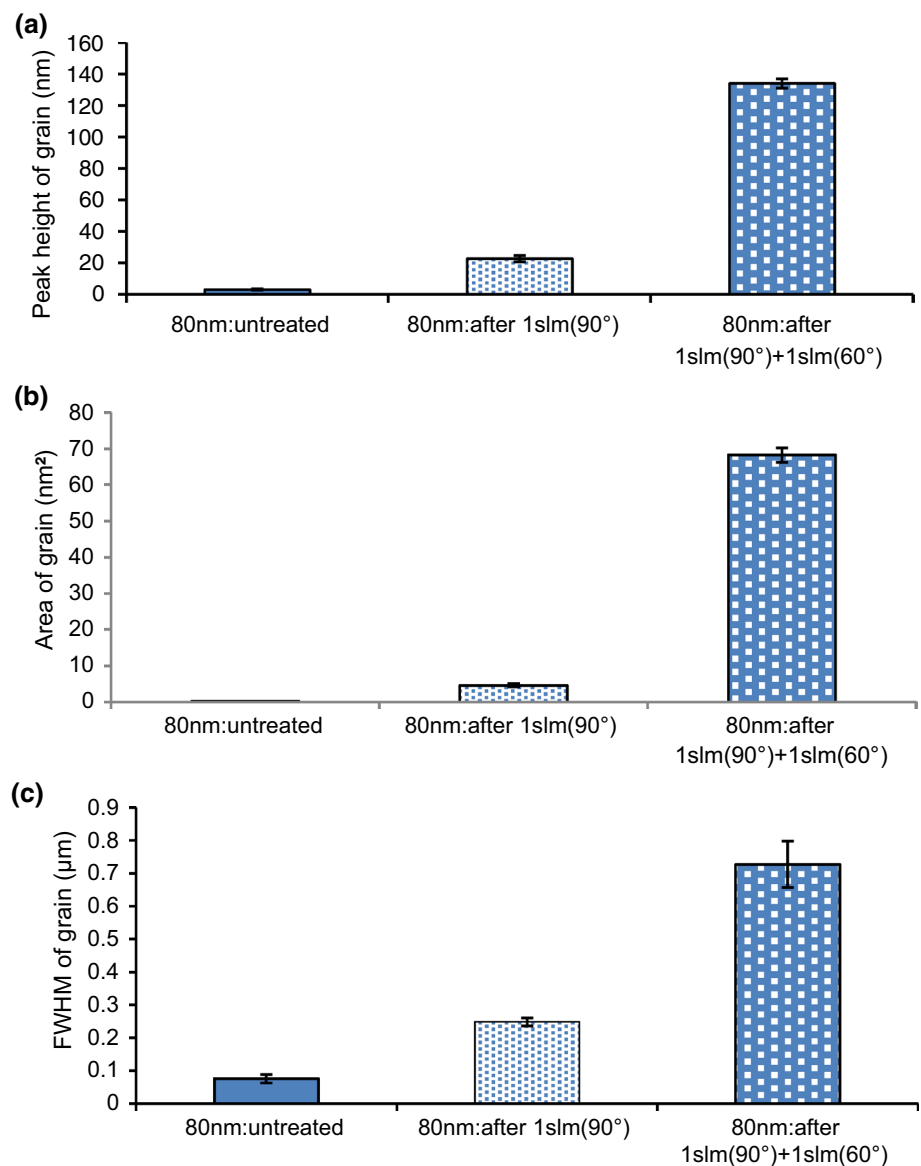 (a)
Peak height of grain (nm)
160
140
120
100
80
60
40
20
0
80nm:untreated
80nm:after 1slm(90°)
80nm:after
1slm(90°)+1slm(60°)
(b)
Area of grain (nm²)
80
70
60
50
40
30
20
10
0
80nm:untreated
80nm:after 1slm(90°)
80nm:after
1slm(90°)+1slm(60°)
(c)
FWHM of grain (µm)
0.9
0.8
0.7
0.6
0.5
0.4
0.3
0.2
0.1
0
80nm:untreated
80nm:after 1slm(90°)
80nm:after
1slm(90°)+1slm(60°)